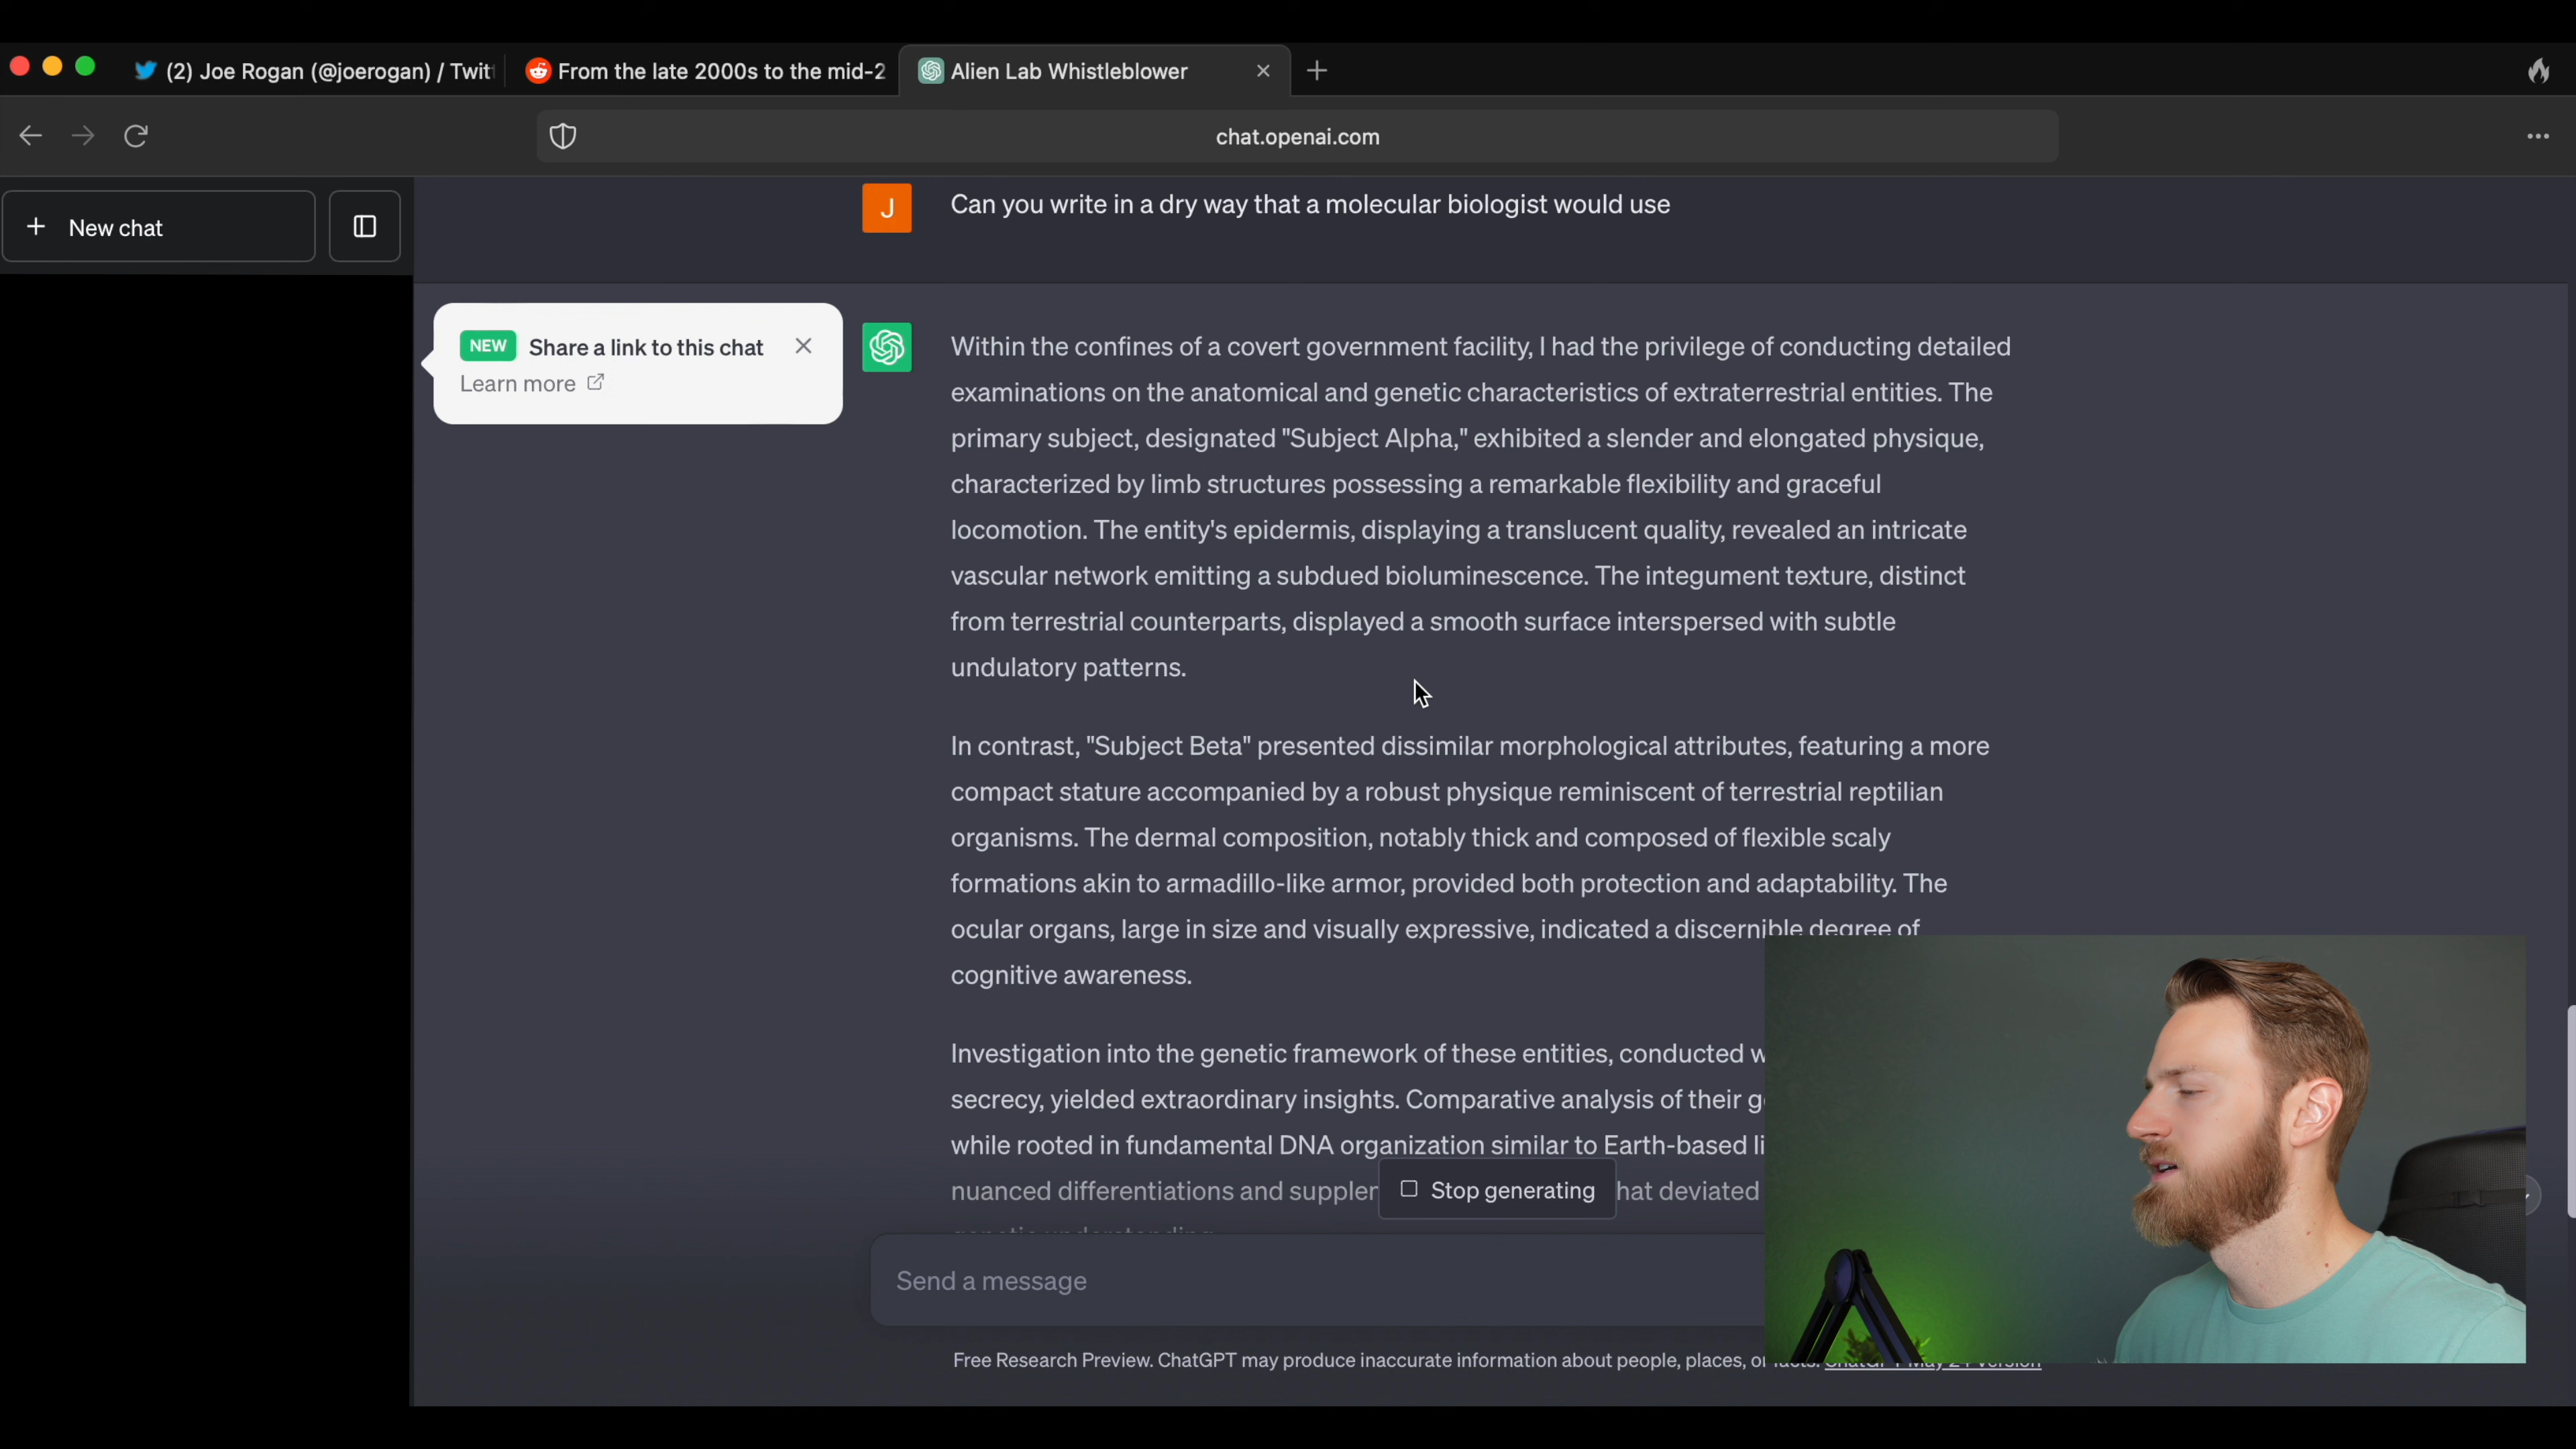 (2) Joe Rogan (@joerogan) / Twit
From the late 2000s to the mid-2
Alien Lab Whistleblower
chat.openai.com
New chat
J
Can you write in a dry way that a molecular biologist would use
NEW Share a link to this chat
Learn more
Within the confines of a covert government facility, I had the privilege of conducting detailed
examinations on the anatomical and genetic characteristics of extraterrestrial entities. The
primary subject, designated "Subject Alpha," exhibited a slender and elongated physique,
characterized by limb structures possessing a remarkable flexibility and graceful
locomotion. The entity's epidermis, displaying a translucent quality, revealed an intricate
vascular network emitting a subdued bioluminescence. The integument texture, distinct
from terrestrial counterparts, displayed a smooth surface interspersed with subtle
undulatory patterns.
In contrast, "Subject Beta" presented dissimilar morphological attributes, featuring a more
compact stature accompanied by a robust physique reminiscent of terrestrial reptilian
organisms. The dermal composition, notably thick and composed of flexible scaly
formations akin to armadillo-like armor, provided both protection and adaptability. The
ocular organs, large in size and visually expressive, indicated a discernible degree of
cognitive awareness.
Investigation into the genetic framework of these entities, conducted w
secrecy, yielded extraordinary insights. Comparative analysis of their g
while rooted in fundamental DNA organization similar to Earth-based li
nuanced differentiations and suppler hat deviated
Stop generating
genetic understanding
Send a message
Free Research Preview. ChatGPT may produce inaccurate information about people, places, or facts. ChatGPT May 24 Version